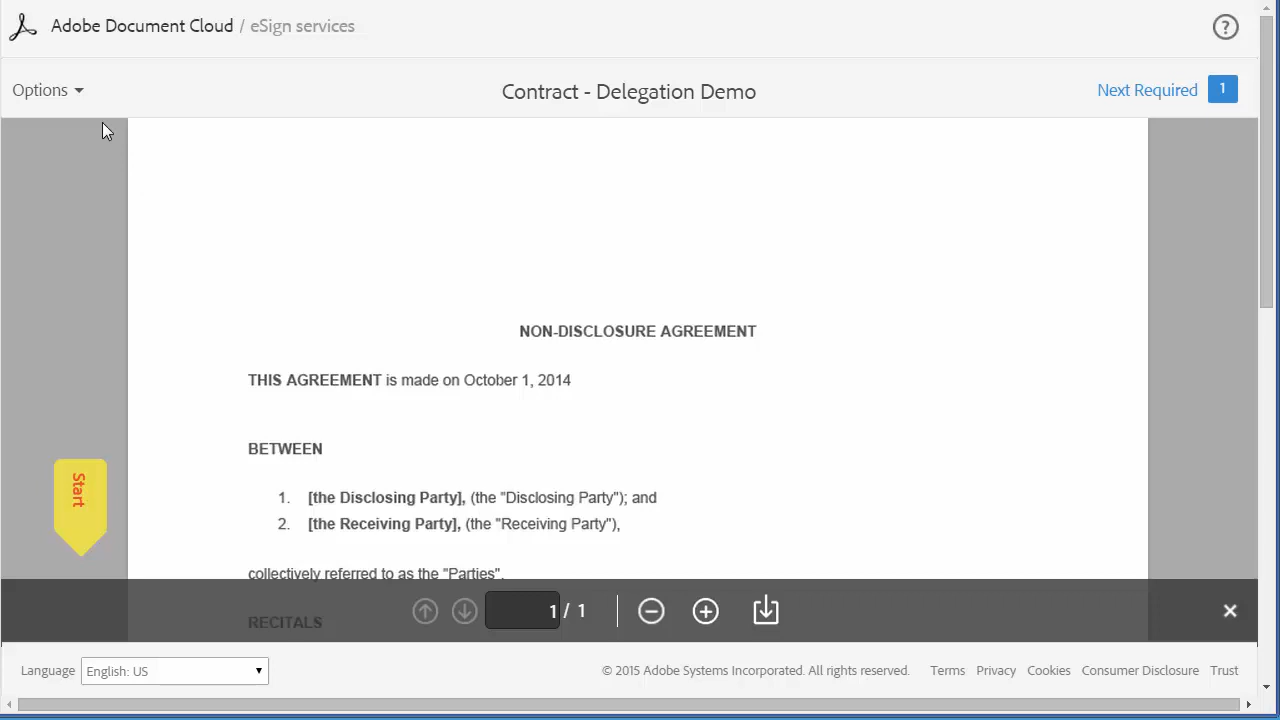 Adobe Document Cloud / eSign services
?
Options
Contract - Delegation Demo
Next Required 1
NON-DISCLOSURE AGREEMENT
THIS AGREEMENT is made on October 1, 2014
BETWEEN
1. [the Disclosing Party], (the "Disclosing Party"); and
2. [the Receiving Party], (the "Receiving Party"),
Start
collectively referred to as the "Parties".
1 / 1
RECITALS
Language English: US
© 2015 Adobe Systems Incorporated. All rights reserved. Terms Privacy Cookies Consumer Disclosure Trust